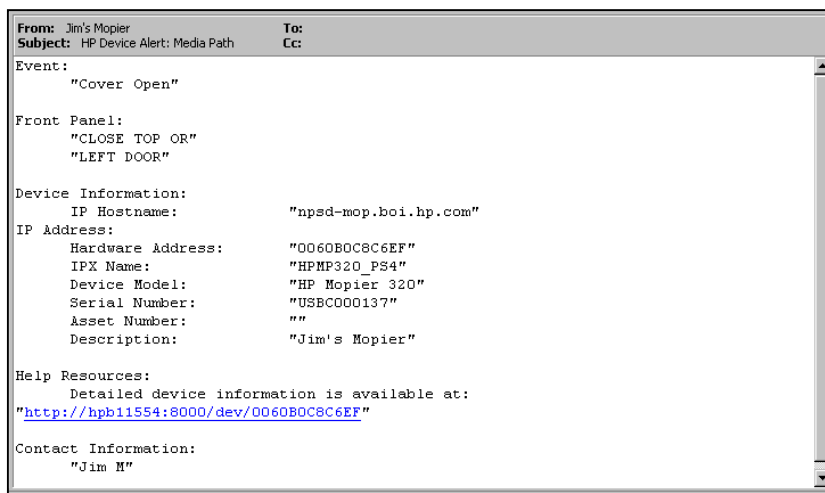 From: Jim's Mopier To:
Subject: HP Device Alert: Media Path Cc:
Event:
"Cover Open"
Front Panel:
"CLOSE TOP OR"
"LEFT DOOR"
Device Information:
IP Hostname: "npsd-mop.boi.hp.com"
IP Address:
Hardware Address: "0060B0C8C6EF"
IPX Name: "HPMP320_PS4"
Device Model: "HP Mopier 320"
Serial Number: "USBC000137"
Asset Number: ""
Description: "Jim's Mopier"
Help Resources:
Detailed device information is available at:
"http://hpb11554:8000/dev/0060B0C8C6EF"
Contact Information:
"Jim M"